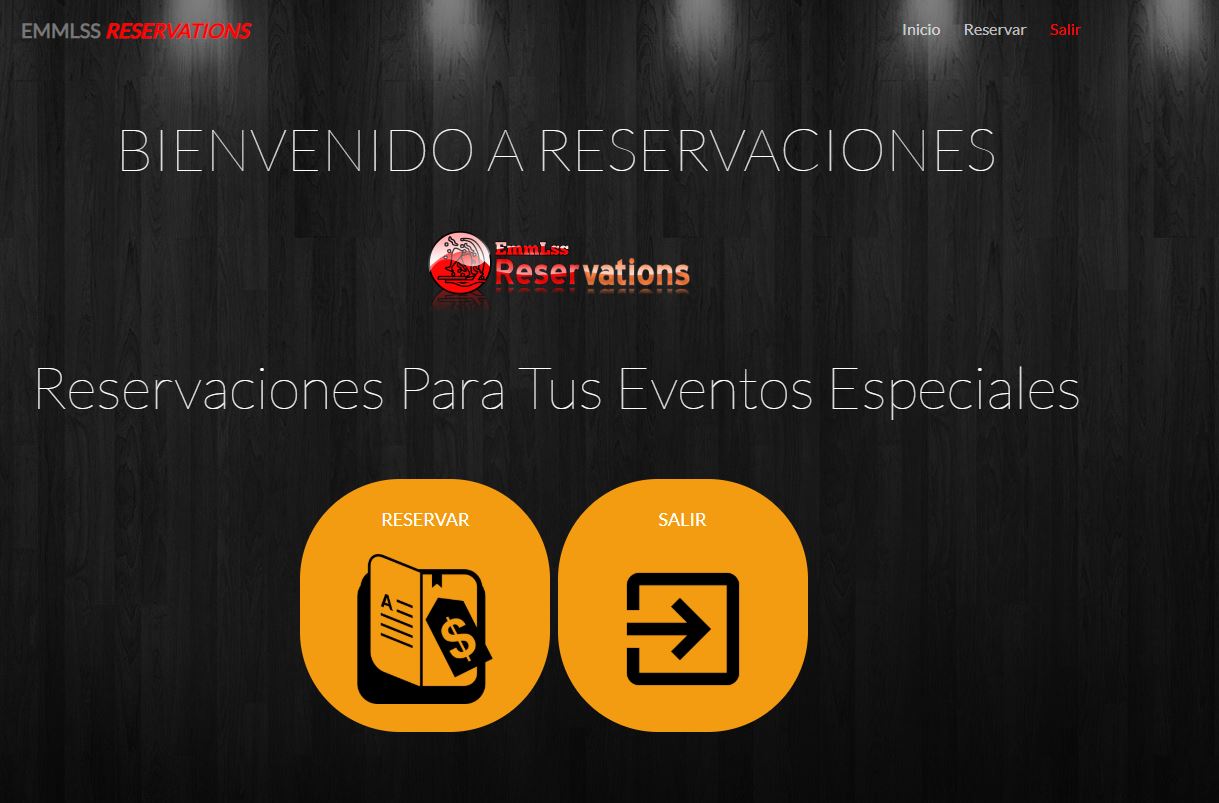 EMMLSS RESERVATIONS
Inicio Reservar Salir
BIENVENIDO A RESERVACIONES
EmmLss
Reservations
Reservaciones Para Tus Eventos Especiales
RESERVAR
SALIR
A
$